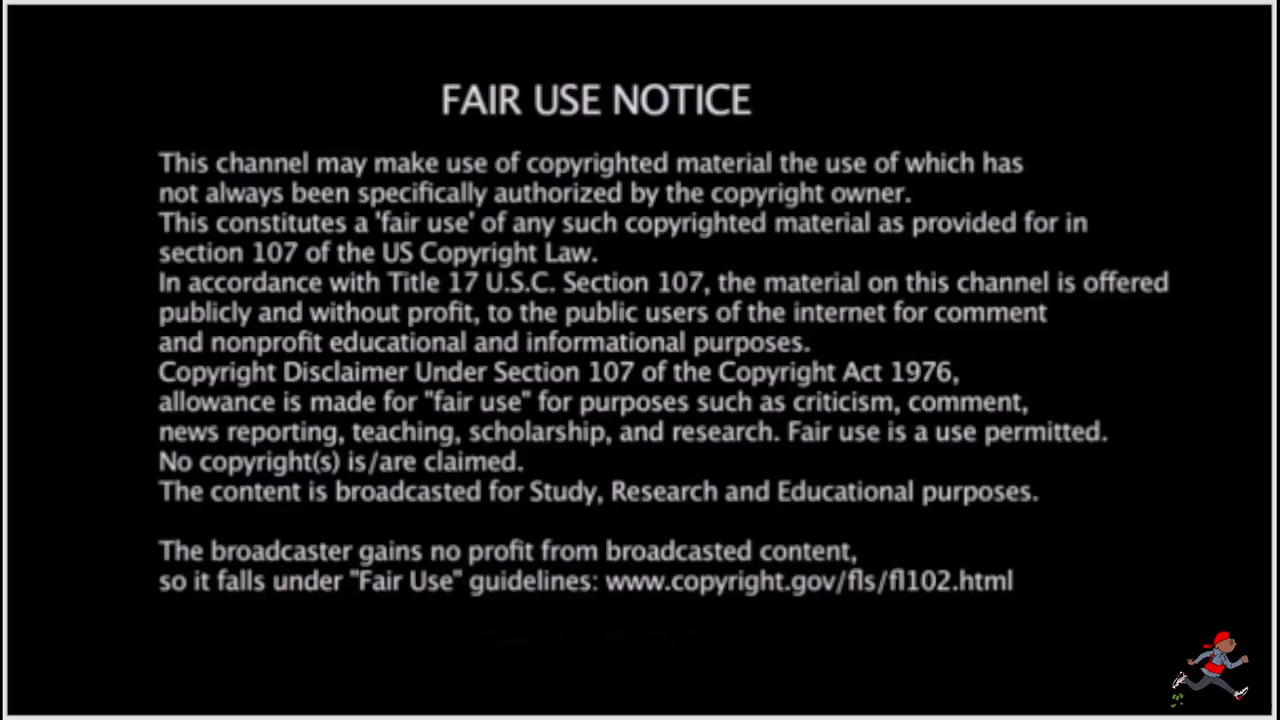 FAIR USE NOTICE
This channel may make use of copyrighted material the use of which has
not always been specifically authorized by the copyright owner.
This constitutes a 'fair use' of any such copyrighted material as provided for in
section 107 of the US Copyright Law.
In accordance with Title 17 U.S.C. Section 107, the material on this channel is offered
publicly and without profit, to the public users of the internet for comment
and nonprofit educational and informational purposes.
Copyright Disclaimer Under Section 107 of the Copyright Act 1976,
allowance is made for "fair use" for purposes such as criticism, comment,
news reporting, teaching, scholarship, and research. Fair use is a use permitted.
No copyright(s) is/are claimed.
The content is broadcasted for Study, Research and Educational purposes.
The broadcaster gains no profit from broadcasted content,
so it falls under "Fair Use" guidelines: www.copyright.gov/fls/fl102.html